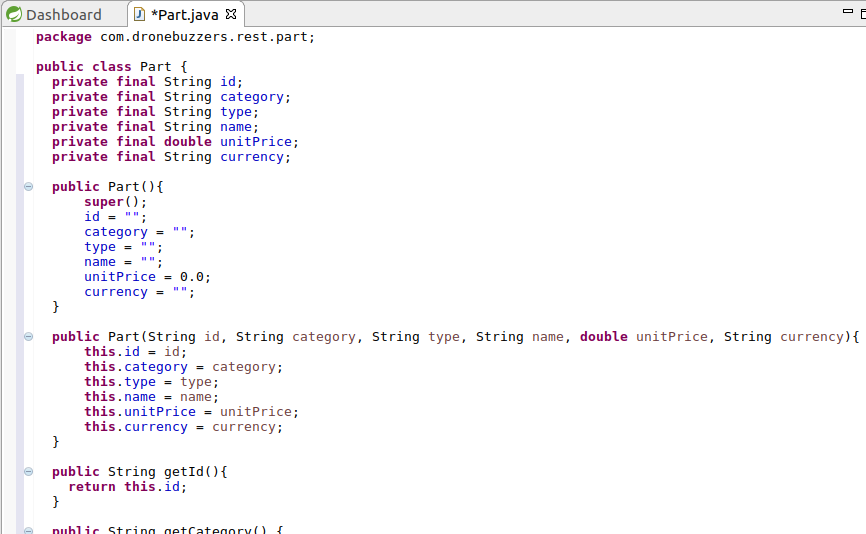 Dashboard *Part.java
package com.dronebuzzers.rest.part;
public class Part {
private final String id;
private final String category;
private final String type;
private final String name;
private final double unitPrice;
private final String currency;
public Part(){
super();
id = "";
category = "";
type = "";
name = "";
unitPrice = 0.0;
currency = "";
}
public Part(String id, String category, String type, String name, double unitPrice, String currency){
this.id = id;
this.category = category;
this.type = type;
this.name = name;
this.unitPrice = unitPrice;
this.currency = currency;
}
public String getId(){
return this.id;
}
public String getCategory() {